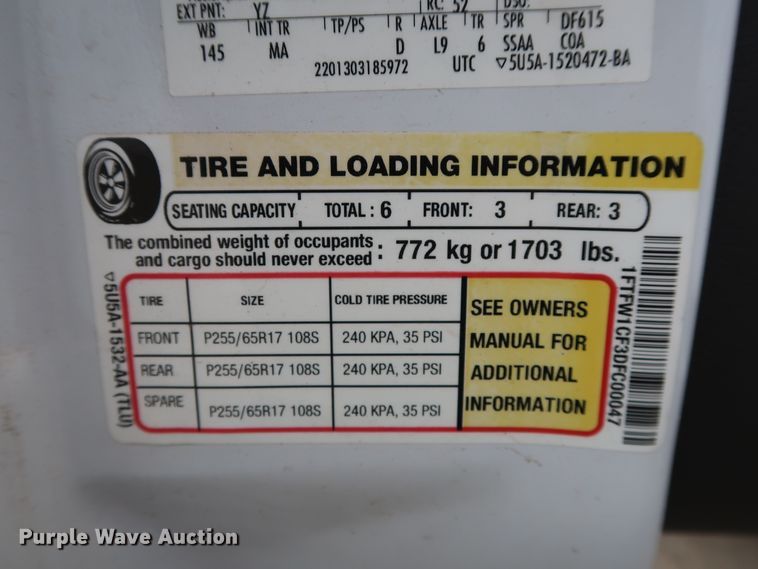 EXT PNT: YZ RC: 52 DSO:
WB INT TR TP/PS R AXLE TR SPR DF615
145 MA D L9 6 SSAA COA
2201303185972 UTC ▽5U5A-1520472-BA
TIRE AND LOADING INFORMATION
SEATING CAPACITY TOTAL : 6 FRONT: 3 REAR: 3
The combined weight of occupants
and cargo should never exceed : 772 kg or 1703 lbs.
TIRE SIZE COLD TIRE PRESSURE
FRONT P255/65R17 108S 240 KPA, 35 PSI
REAR P255/65R17 108S 240 KPA, 35 PSI
SPARE P255/65R17 108S 240 KPA, 35 PSI
SEE OWNERS
MANUAL FOR
ADDITIONAL
INFORMATION
▽5U5A-1532-AA (TLU)
1FTFW1CF3DFC00047
Purple Wave Auction